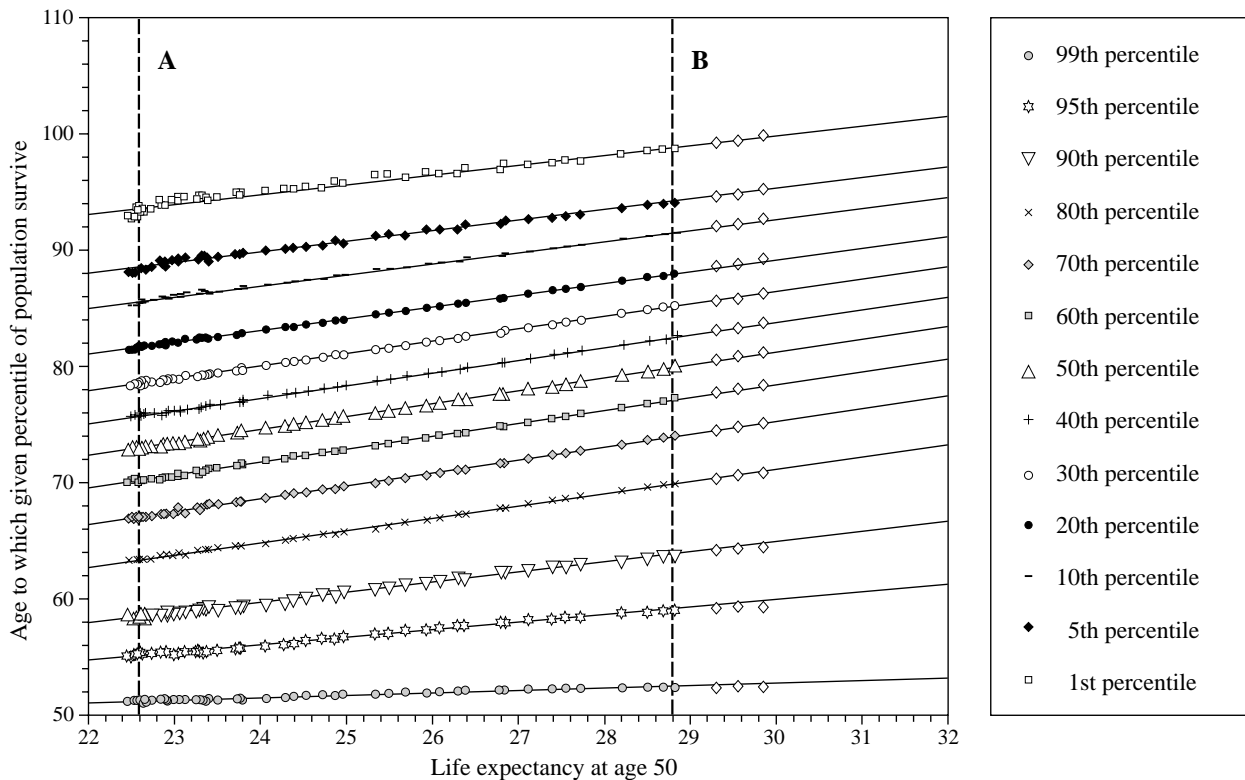 110
100
90
80
70
60
50
Age to which given percentile of population survive
A
B
22 23 24 25 26 27 28 29 30 31 32
Life expectancy at age 50
99th percentile
95th percentile
90th percentile
80th percentile
70th percentile
60th percentile
50th percentile
40th percentile
30th percentile
20th percentile
10th percentile
5th percentile
1st percentile